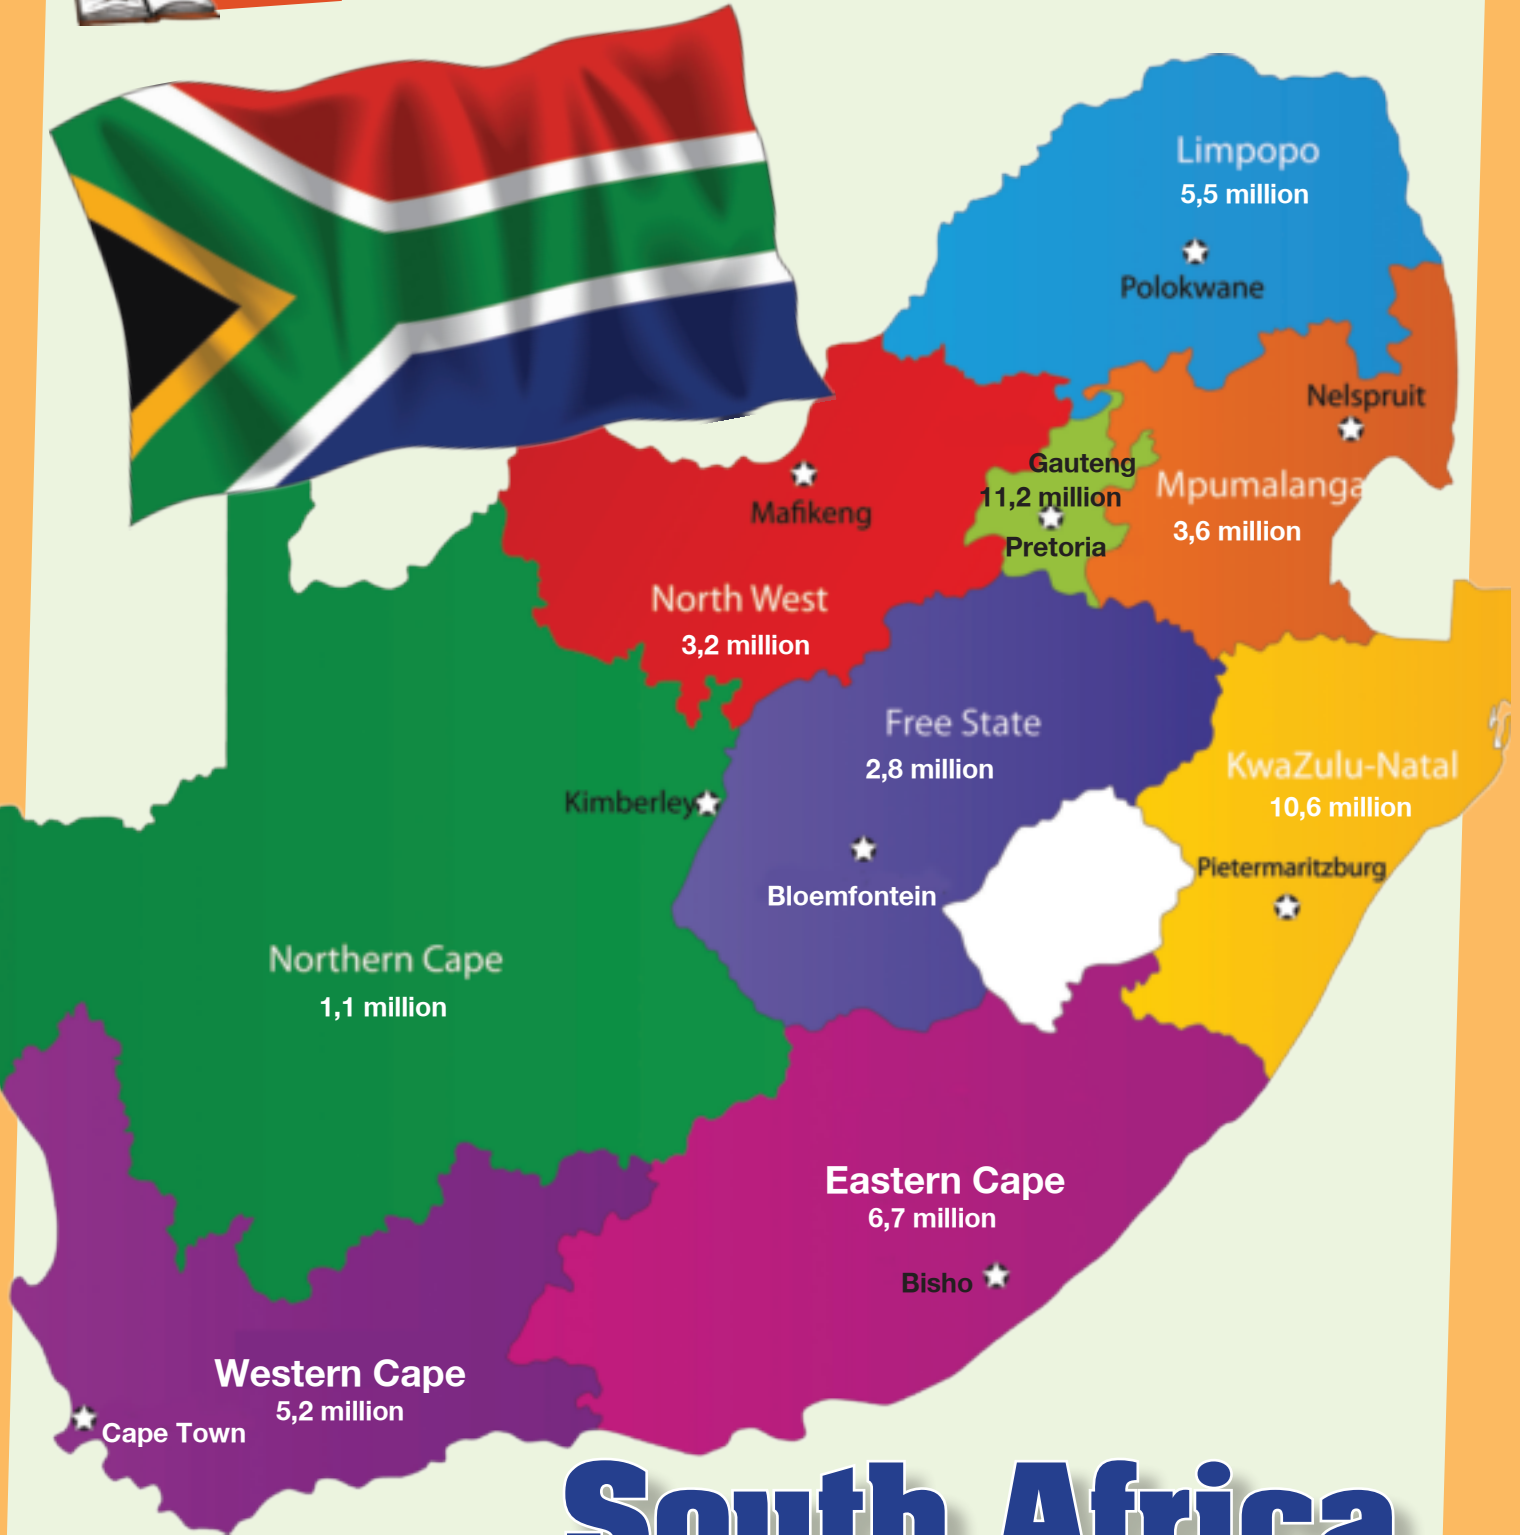 Limpopo
5,5 million
Polokwane
Nelspruit
Gauteng
11,2 million
Pretoria
Mpumalanga
3,6 million
Mafikeng
North West
3,2 million
Free State
2,8 million
KwaZulu-Natal
10,6 million
Kimberley
Bloemfontein
Pietermaritzburg
Northern Cape
1,1 million
Eastern Cape
6,7 million
Bisho
Western Cape
5,2 million
Cape Town
South Africa